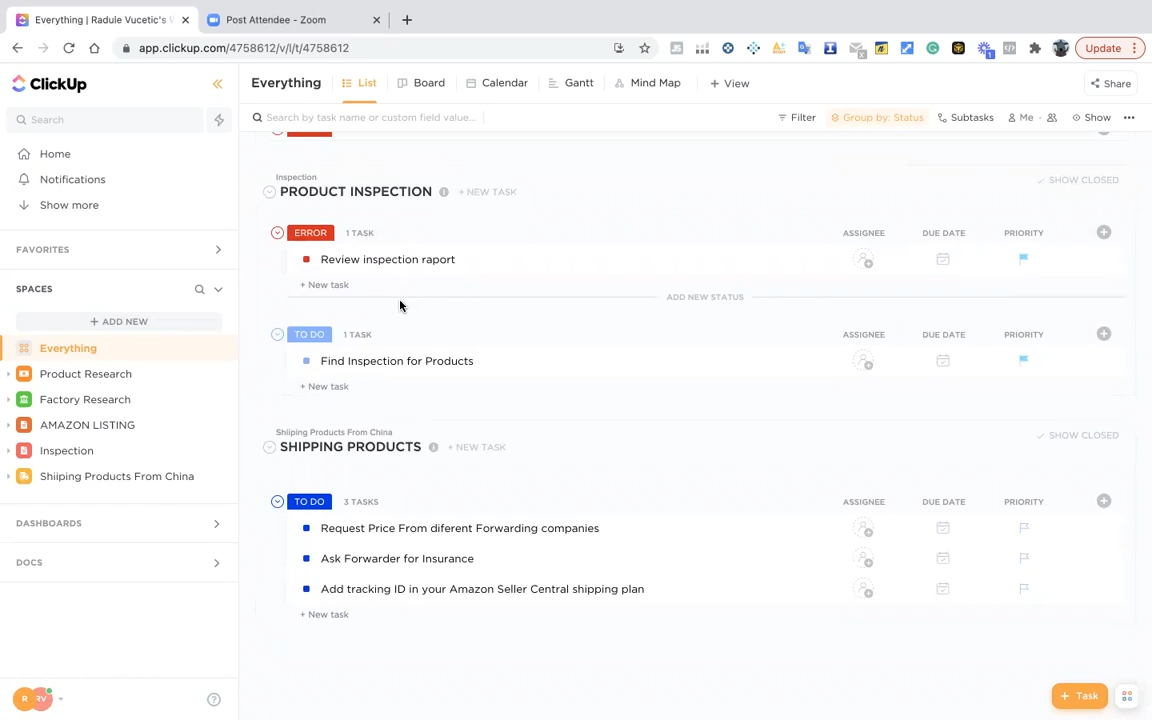 Everything | Radule Vucetic's W
Post Attendee - Zoom
app.clickup.com/4758612/v/l/t/4758612
Update
ClickUp
Everything
List
Board
Calendar
Gantt
Mind Map
+ View
Share
Search
Search by task name or custom field value...
Filter
Group by: Status
Subtasks
Me
Show
Home
Notifications
Show more
FAVORITES
SPACES
+ ADD NEW
Everything
Product Research
Factory Research
AMAZON LISTING
Inspection
Shiiping Products From China
DASHBOARDS
DOCS
R RV
Inspection
PRODUCT INSPECTION
+ NEW TASK
SHOW CLOSED
ERROR 1 TASK ASSIGNEE DUE DATE PRIORITY
Review inspection raport
+ New task
ADD NEW STATUS
TO DO 1 TASK ASSIGNEE DUE DATE PRIORITY
Find Inspection for Products
+ New task
Shiiping Products From China
SHIPPING PRODUCTS
+ NEW TASK
SHOW CLOSED
TO DO 3 TASKS ASSIGNEE DUE DATE PRIORITY
Request Price From diferent Forwarding companies
Ask Forwarder for Insurance
Add tracking ID in your Amazon Seller Central shipping plan
+ New task
+ Task